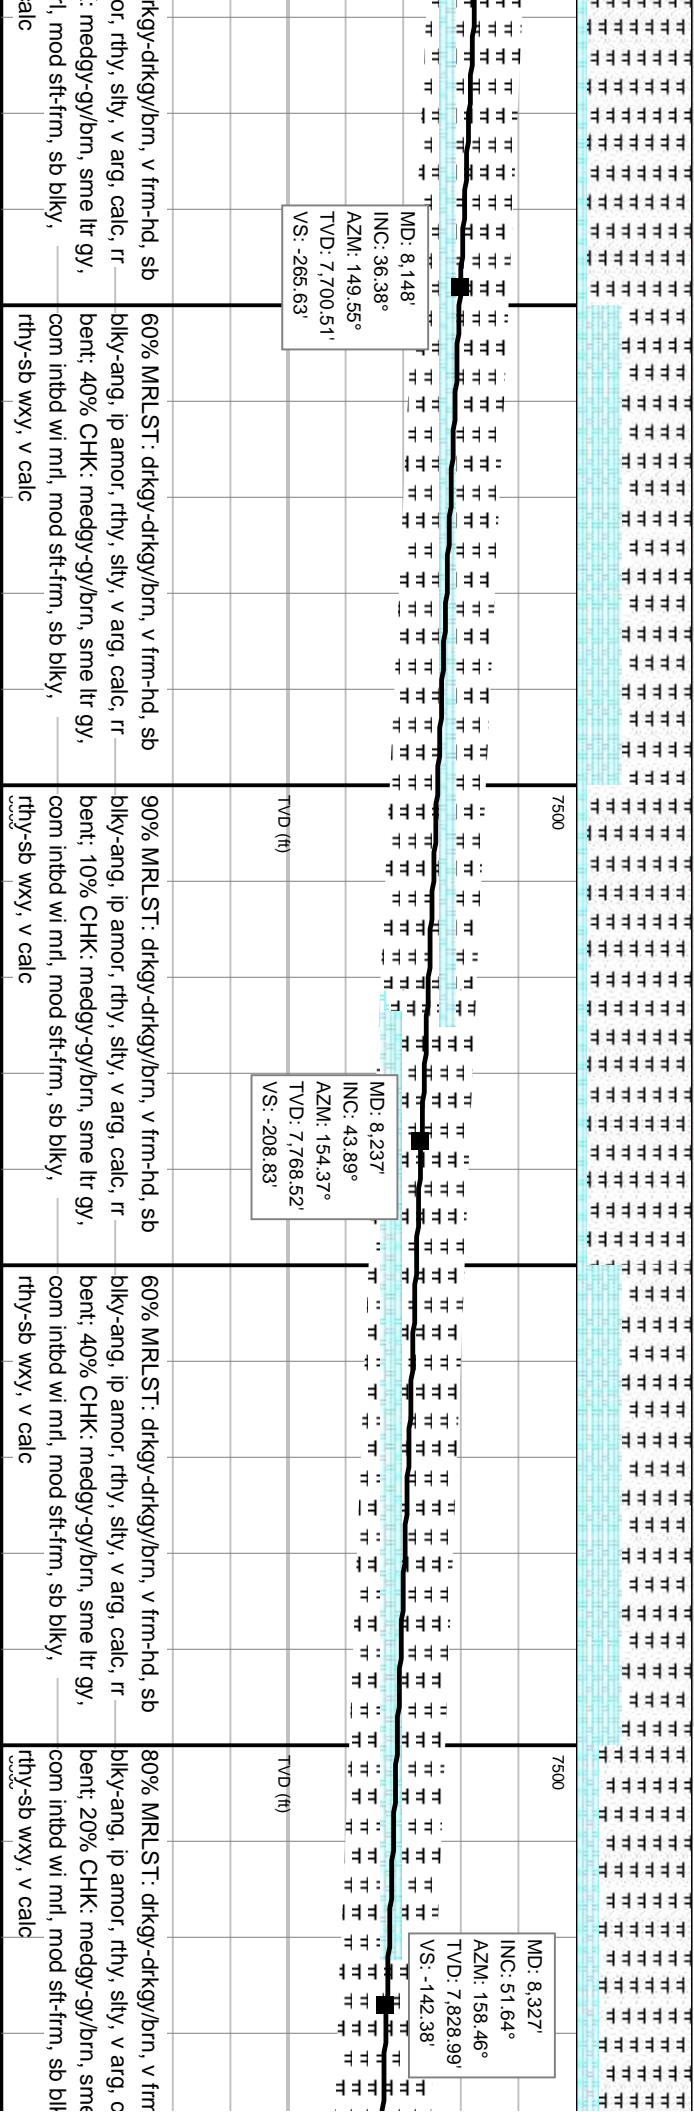 rkgy-drkgy/brn, v frm-hd, sb
or, rthy, slty, v arg, calc, rr
: medgy-gy/brn, sme ltr gy,
l, mod sft-frm, sb blky,
calc
MD: 8,148'
INC: 36.38°
AZM: 149.55°
TVD: 7,700.51'
VS: -265.63'
60% MRLST: drkgy-drkgy/brn, v frm-hd, sb
blky-ang, ip amor, rthy, slty, v arg, calc, rr
bent; 40% CHK: medgy-gy/brn, sme ltr gy,
com intbd wi mrl, mod sft-frm, sb blky,
rthy-sb wxy, v calc
7500
TVD (ft)
90% MRLST: drkgy-drkgy/brn, v frm-hd, sb
blky-ang, ip amor, rthy, slty, v arg, calc, rr
bent; 10% CHK: medgy-gy/brn, sme ltr gy,
com intbd wi mrl, mod sft-frm, sb blky,
rthy-sb wxy, v calc
MD: 8,237'
INC: 43.89°
AZM: 154.37°
TVD: 7,768.52'
VS: -208.83'
60% MRLST: drkgy-drkgy/brn, v frm-hd, sb
blky-ang, ip amor, rthy, slty, v arg, calc, rr
bent; 40% CHK: medgy-gy/brn, sme ltr gy,
com intbd wi mrl, mod sft-frm, sb blky,
rthy-sb wxy, v calc
7500
TVD (ft)
80% MRLST: drkgy-drkgy/brn, v frm
blky-ang, ip amor, rthy, slty, v arg, c
bent; 20% CHK: medgy-gy/brn, sme
com intbd wi mrl, mod sft-frm, sb blk
rthy-sb wxy, v calc
MD: 8,327'
INC: 51.64°
AZM: 158.46°
TVD: 7,828.99'
VS: -142.38'